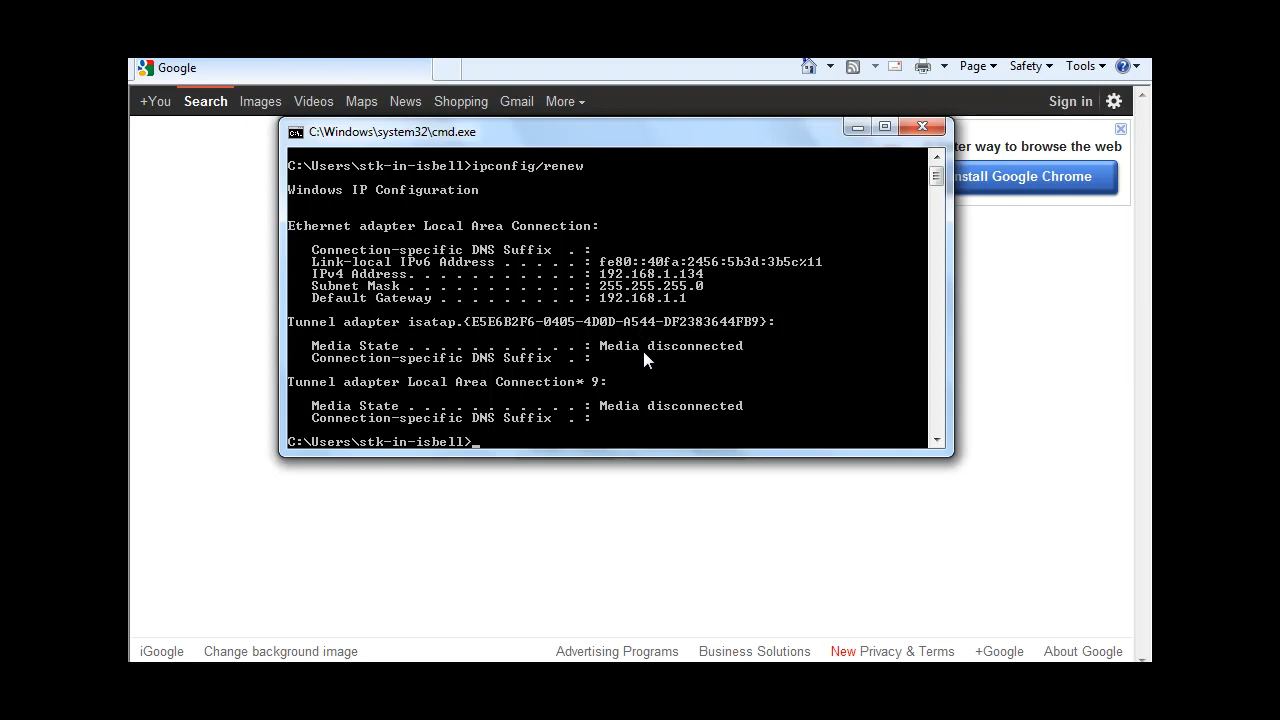 Google
Page
Safety
Tools
+You Search Images Videos Maps News Shopping Gmail More
Sign in
C:\Windows\system32\cmd.exe
ter way to browse the web
nstall Google Chrome
C:\Users\stk-in-isbell>ipconfig/renew
Windows IP Configuration
Ethernet adapter Local Area Connection:
Connection-specific DNS Suffix . :
Link-local IPv6 Address . . . . . : fe80::40fa:2456:5b3d:3b5c%11
IPv4 Address. . . . . . . . . . . : 192.168.1.134
Subnet Mask . . . . . . . . . . . : 255.255.255.0
Default Gateway . . . . . . . . . : 192.168.1.1
Tunnel adapter isatap.{E5E6B2F6-0405-4D0D-A544-DF2383644FB9}:
Media State . . . . . . . . . . . : Media disconnected
Connection-specific DNS Suffix . :
Tunnel adapter Local Area Connection* 9:
Media State . . . . . . . . . . . : Media disconnected
Connection-specific DNS Suffix . :
C:\Users\stk-in-isbell>_
iGoogle Change background image Advertising Programs Business Solutions New Privacy & Terms +Google About Google